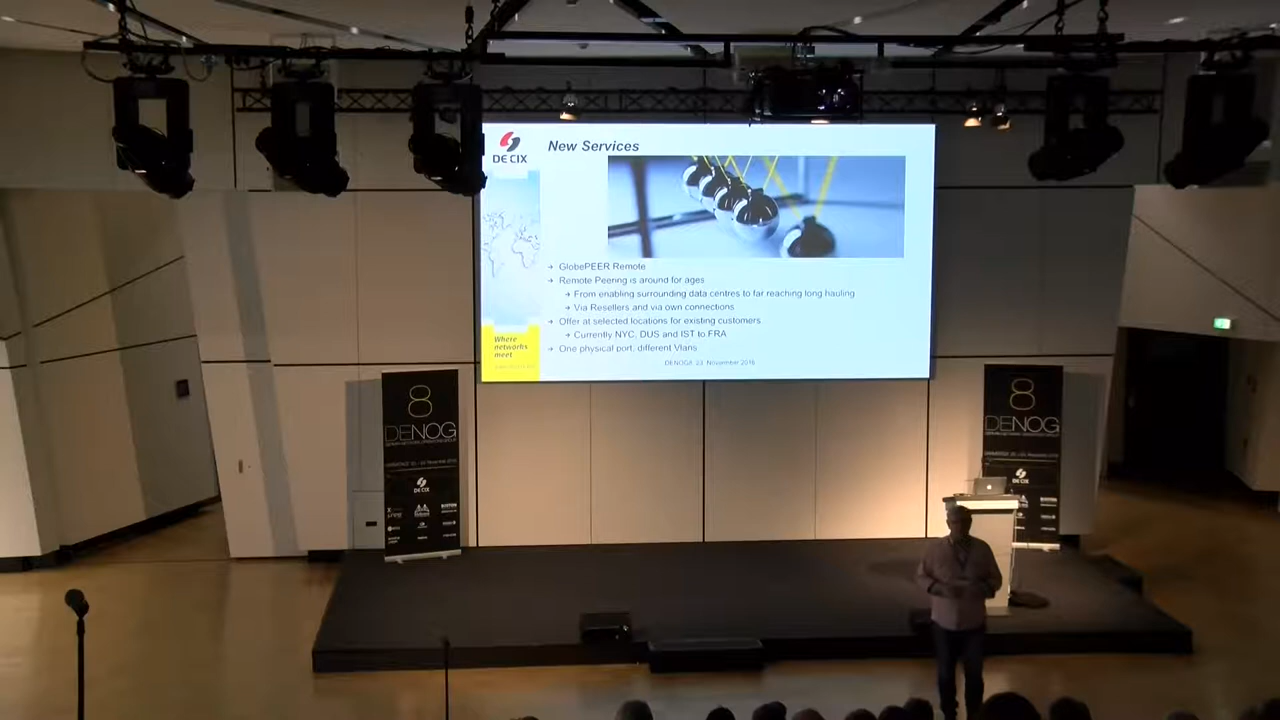 DE CIX
New Services
GlobePEER Remote
Remote Peering is around for ages
From enabling surrounding data centres to far reaching long hauling
Via Resellers and via own connections
Offer at selected locations for existing customers
Currently NYC, DUS and IST to FRA
One physical port, different Vlans
Where
networks
meet
DENOG8, 23. November 2016
8
DENOG
DE CIX
8
DENOG
DE CIX